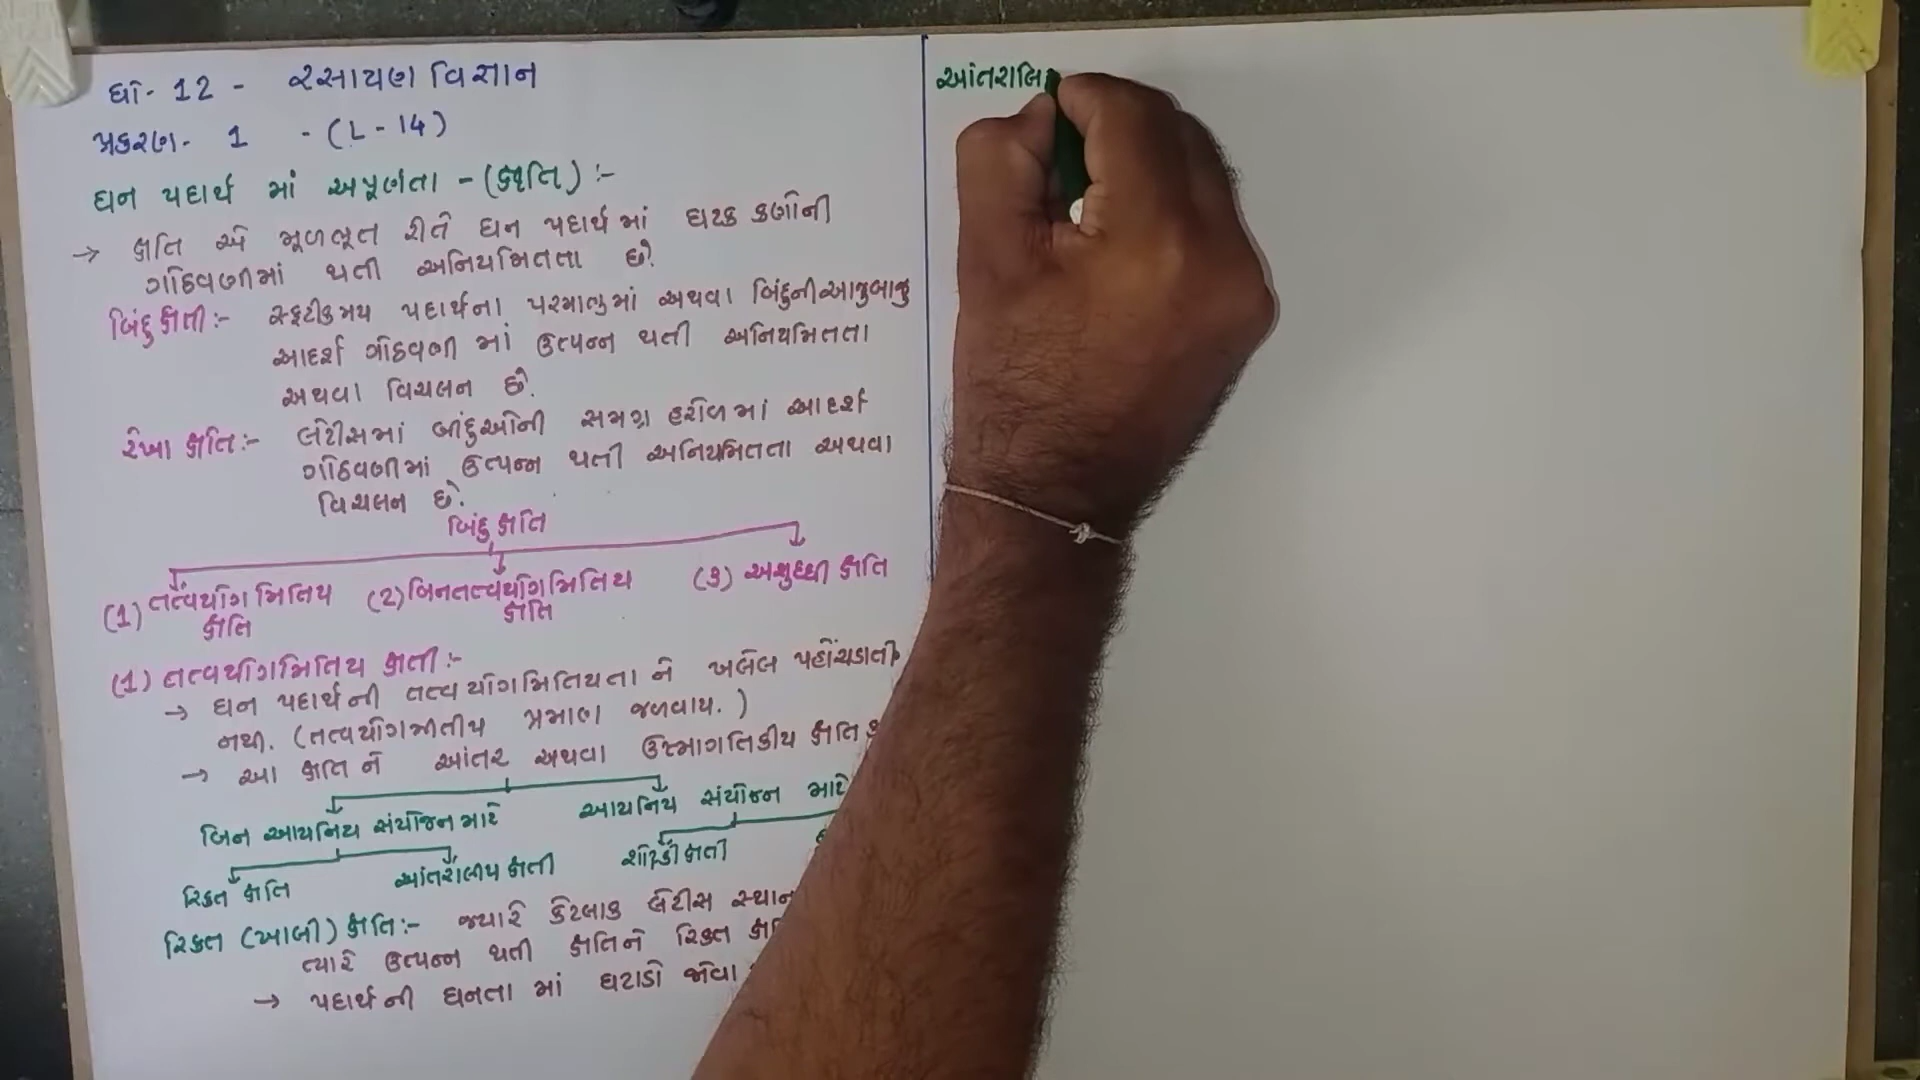 ધો- 12 - રસાયણ વિજ્ઞાન
પ્રકરણ- 1 - (L-14)
ઘન પદાર્થ માં અપૂર્ણતા - (ક્ષતિ) :-
→ ક્ષતિ એ મૂળભૂત રીતે ઘન પદાર્થ માં ઘટક કણોની
ગોઠવણીમાં થતી અનિયમિતતા છે.
બિંદુ ક્ષતી:- સ્ફટીકમય પદાર્થના પરમાણુમાં અથવા બિંદુની આજુબાજુ
આદર્શ ગોઠવણી માં ઉત્પન્ન થતી અનિયમિતતા
અથવા વિચલન છે.
રેખા ક્ષતિ:- લેટીસમાં બીંદુઓની સમગ્ર હરોળમાં આદર્શ
ગોઠવણીમાં ઉત્પન્ન થતી અનિયમિતતા અથવા
વિચલન છે.
બિંદુ ક્ષતિ
(1) તત્વયોગમિતિય (2) બિનતત્વયોગમિતિય (3) અશુદ્ધી ક્ષતિ
ક્ષતિ ક્ષતિ
(1) તત્વયોગમિતિય ક્ષતી :-
→ ઘન પદાર્થની તત્વયોગમિતિયતા ને ખલેલ પહોંચડાતી
નથી. (તત્વયોગમીતીય પ્રમાણ જળવાય.)
→ આ ક્ષતિ ને આંતર અથવા ઉષ્માગતિકીય ક્ષતિ
બિન આયનિય સંયોજન માટે આયનિય સંયોજન માટે
રિક્ત ક્ષતિ આંતરાલીય ક્ષતી શોટ્કી ક્ષતી
રિક્ત (ખાલી) ક્ષતિ:- જ્યારે કેટલાક લેટીસ સ્થાન
ત્યારે ઉત્પન્ન થતી ક્ષતિને રિક્ત
→ પદાર્થ ની ઘનતા માં ઘટાડો જોવા
આંતરાલિ